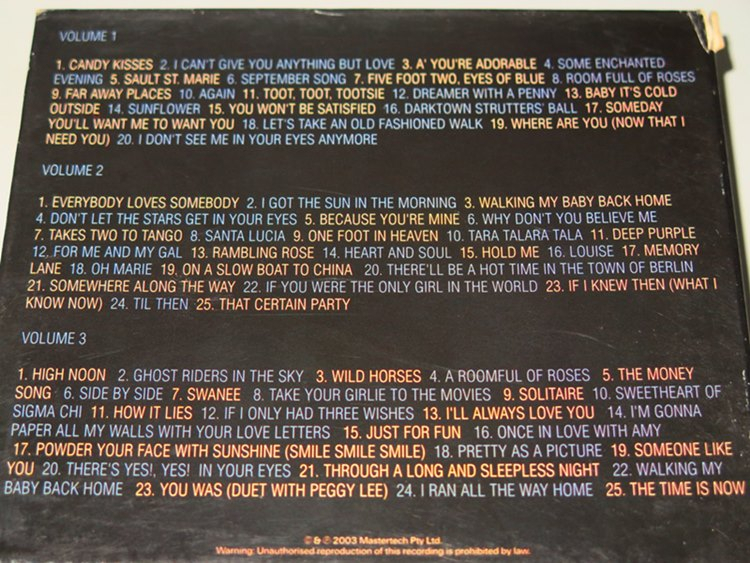 VOLUME 1
1. CANDY KISSES 2. I CAN'T GIVE YOU ANYTHING BUT LOVE 3. A' YOU'RE ADORABLE 4. SOME ENCHANTED
EVENING 5. SAULT ST. MARIE 6. SEPTEMBER SONG 7. FIVE FOOT TWO, EYES OF BLUE 8. ROOM FULL OF ROSES
9. FAR AWAY PLACES 10. AGAIN 11. TOOT, TOOT, TOOTSIE 12. DREAMER WITH A PENNY 13. BABY IT'S COLD
OUTSIDE 14. SUNFLOWER 15. YOU WON'T BE SATISFIED 16. DARKTOWN STRUTTERS' BALL 17. SOMEDAY
YOU'LL WANT ME TO WANT YOU 18. LET'S TAKE AN OLD FASHIONED WALK 19. WHERE ARE YOU (NOW THAT I
NEED YOU) 20. I DON'T SEE ME IN YOUR EYES ANYMORE
VOLUME 2
1. EVERYBODY LOVES SOMEBODY 2. I GOT THE SUN IN THE MORNING 3. WALKING MY BABY BACK HOME
4. DON'T LET THE STARS GET IN YOUR EYES 5. BECAUSE YOU'RE MINE 6. WHY DON'T YOU BELIEVE ME
7. TAKES TWO TO TANGO 8. SANTA LUCIA 9. ONE FOOT IN HEAVEN 10. TARA TALARA TALA 11. DEEP PURPLE
12. FOR ME AND MY GAL 13. RAMBLING ROSE 14. HEART AND SOUL 15. HOLD ME 16. LOUISE 17. MEMORY
LANE 18. OH MARIE 19. ON A SLOW BOAT TO CHINA 20. THERE'LL BE A HOT TIME IN THE TOWN OF BERLIN
21. SOMEWHERE ALONG THE WAY 22. IF YOU WERE THE ONLY GIRL IN THE WORLD 23. IF I KNEW THEN (WHAT I
KNOW NOW) 24. TIL THEN 25. THAT CERTAIN PARTY
VOLUME 3
1. HIGH NOON 2. GHOST RIDERS IN THE SKY 3. WILD HORSES 4. A ROOMFUL OF ROSES 5. THE MONEY
SONG 6. SIDE BY SIDE 7. SWANEE 8. TAKE YOUR GIRLIE TO THE MOVIES 9. SOLITAIRE 10. SWEETHEART OF
SIGMA CHI 11. HOW IT LIES 12. IF I ONLY HAD THREE WISHES 13. I'LL ALWAYS LOVE YOU 14. I'M GONNA
PAPER ALL MY WALLS WITH YOUR LOVE LETTERS 15. JUST FOR FUN 16. ONCE IN LOVE WITH AMY
17. POWDER YOUR FACE WITH SUNSHINE (SMILE SMILE SMILE) 18. PRETTY AS A PICTURE 19. SOMEONE LIKE
YOU 20. THERE'S YES!, YES! IN YOUR EYES 21. THROUGH A LONG AND SLEEPLESS NIGHT 22. WALKING MY
BABY BACK HOME 23. YOU WAS (DUET WITH PEGGY LEE) 24. I RAN ALL THE WAY HOME 25. THE TIME IS NOW
© & ℗ 2003 Mastertech Pty Ltd.
Warning: Unauthorised reproduction of this recording is prohibited by law.